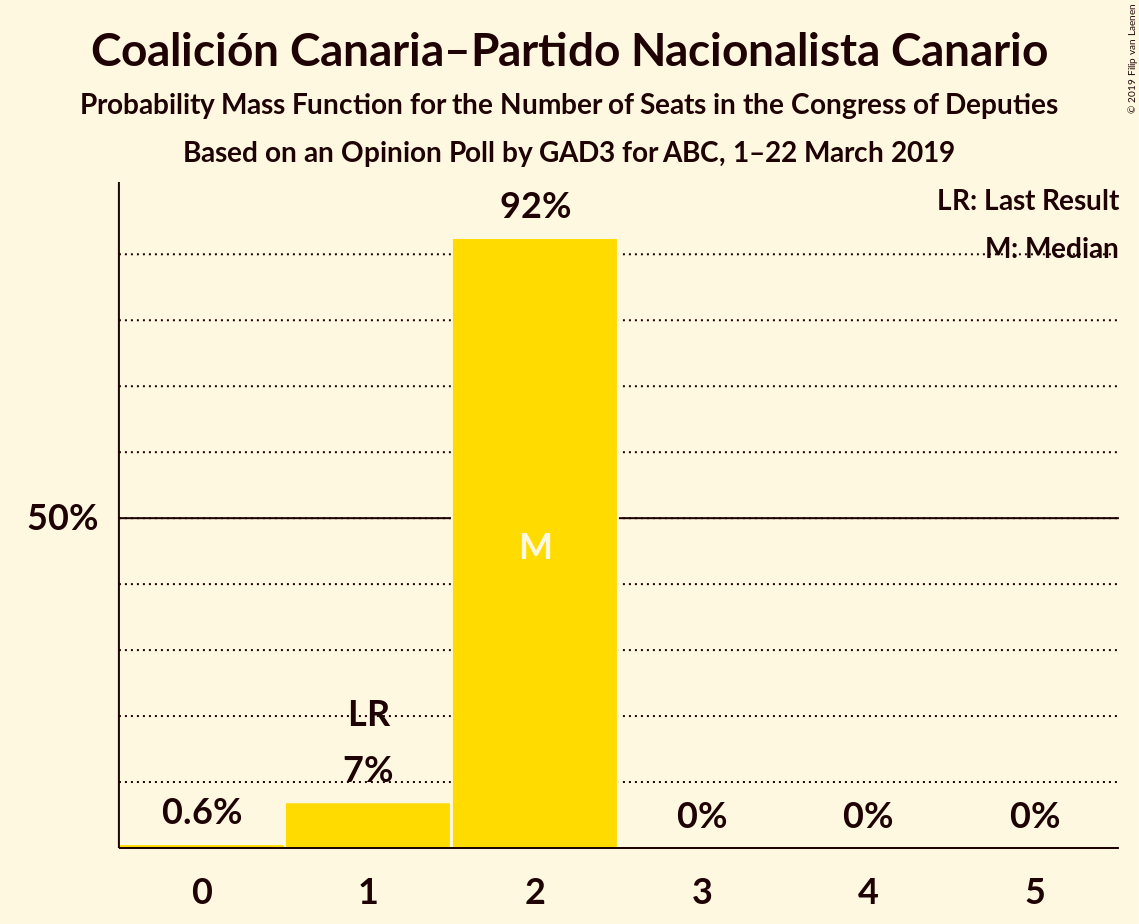 Coalición Canaria–Partido Nacionalista Canario
Probability Mass Function for the Number of Seats in the Congress of Deputies
Based on an Opinion Poll by GAD3 for ABC, 1–22 March 2019
© 2019 Filip van Laenen
LR: Last Result
M: Median
92%
50%
M
LR
7%
0.6%
0%
0%
0%
0
1
2
3
4
5